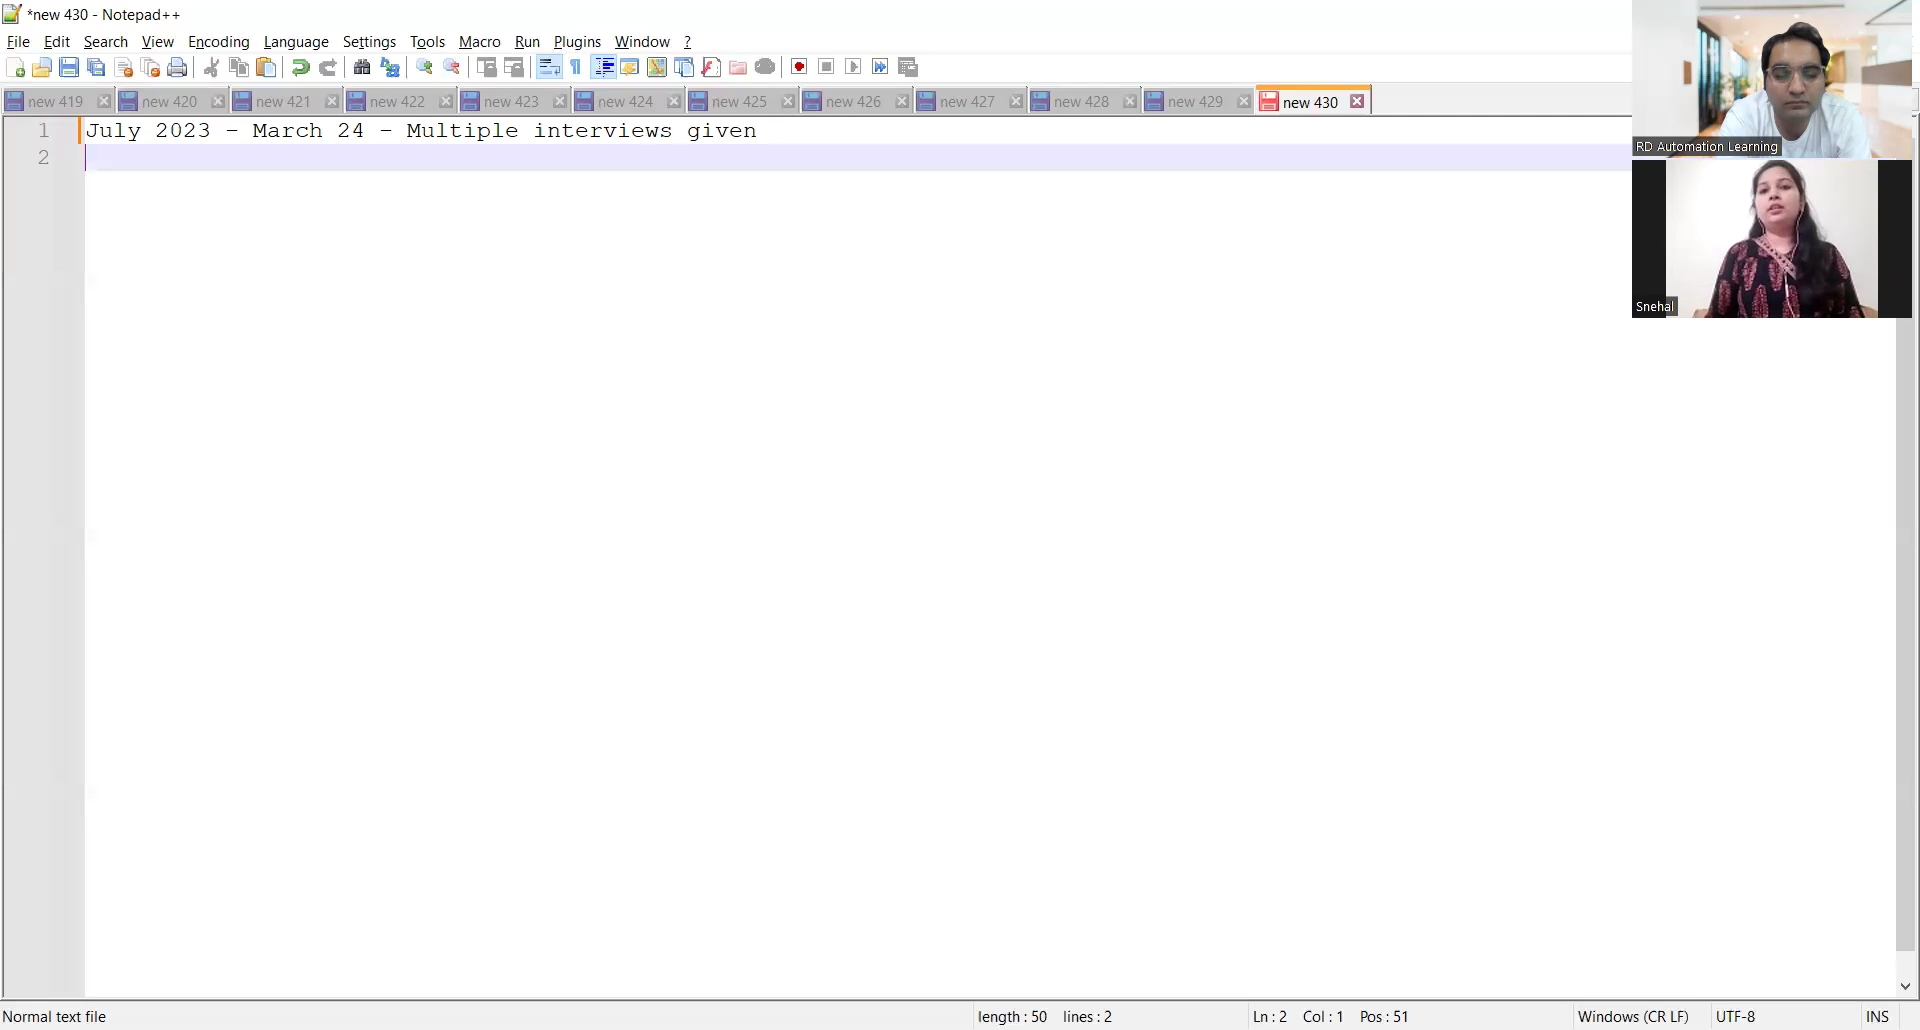 *new 430 - Notepad++
File Edit Search View Encoding Language Settings Tools Macro Run Plugins Window ?
new 419 new 420 new 421 new 422 new 423 new 424 new 425 new 426 new 427 new 428 new 429 new 430
1 July 2023 - March 24 - Multiple interviews given
2
RD Automation Learning
Snehal
Normal text file length : 50 lines : 2 Ln : 2 Col : 1 Pos : 51 Windows (CR LF) UTF-8 INS